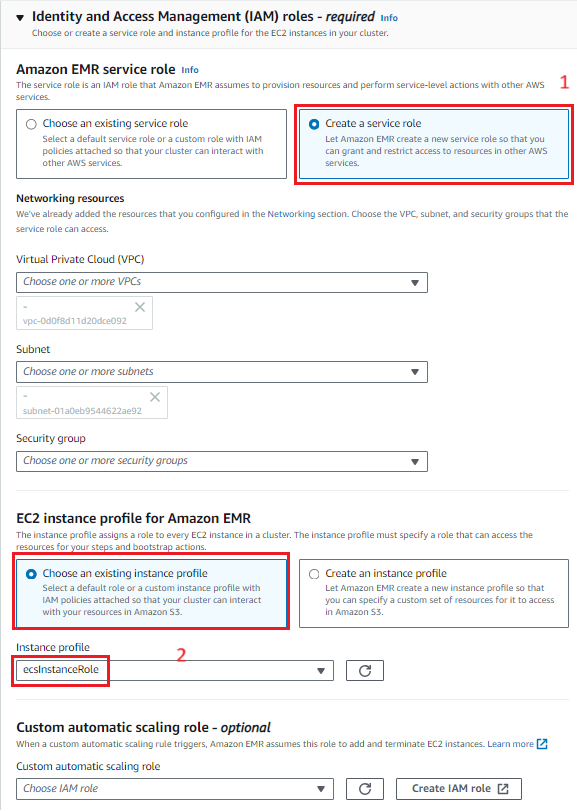 Identity and Access Management (IAM) roles - required Info
Choose or create a service role and instance profile for the EC2 instances in your cluster.
Amazon EMR service role Info
1
The service role is an IAM role that Amazon EMR assumes to provision resources and perform service-level actions with other AWS
services.
Choose an existing service role
Select a default service role or a custom role with IAM
policies attached so that your cluster can interact with
other AWS services.
Create a service role
Let Amazon EMR create a new service role so that you
can grant and restrict access to resources in other AWS
services.
Networking resources
We've already added the resources that you configured in the Networking section. Choose the VPC, subnet, and security groups that the
service role can access.
Virtual Private Cloud (VPC)
Choose one or more VPCs
-
vpc-0d0f8d11d20dce092
Subnet
Choose one or more subnets
-
subnet-01a0eb9544622ae92
Security group
Choose one or more security groups
EC2 instance profile for Amazon EMR
The instance profile assigns a role to every EC2 instance in a cluster. The instance profile must specify a role that can access the
resources for your steps and bootstrap actions.
Choose an existing instance profile
Select a default role or a custom instance profile with
IAM policies attached so that your cluster can interact
with your resources in Amazon S3.
Create an instance profile
Let Amazon EMR create a new instance profile so that
you can specify a custom set of resources for it to access
in Amazon S3.
Instance profile
2
ecsInstanceRole
Custom automatic scaling role - optional
When a custom automatic scaling rule triggers, Amazon EMR assumes this role to add and terminate EC2 instances. Learn more
Custom automatic scaling role
Choose IAM role
Create IAM role